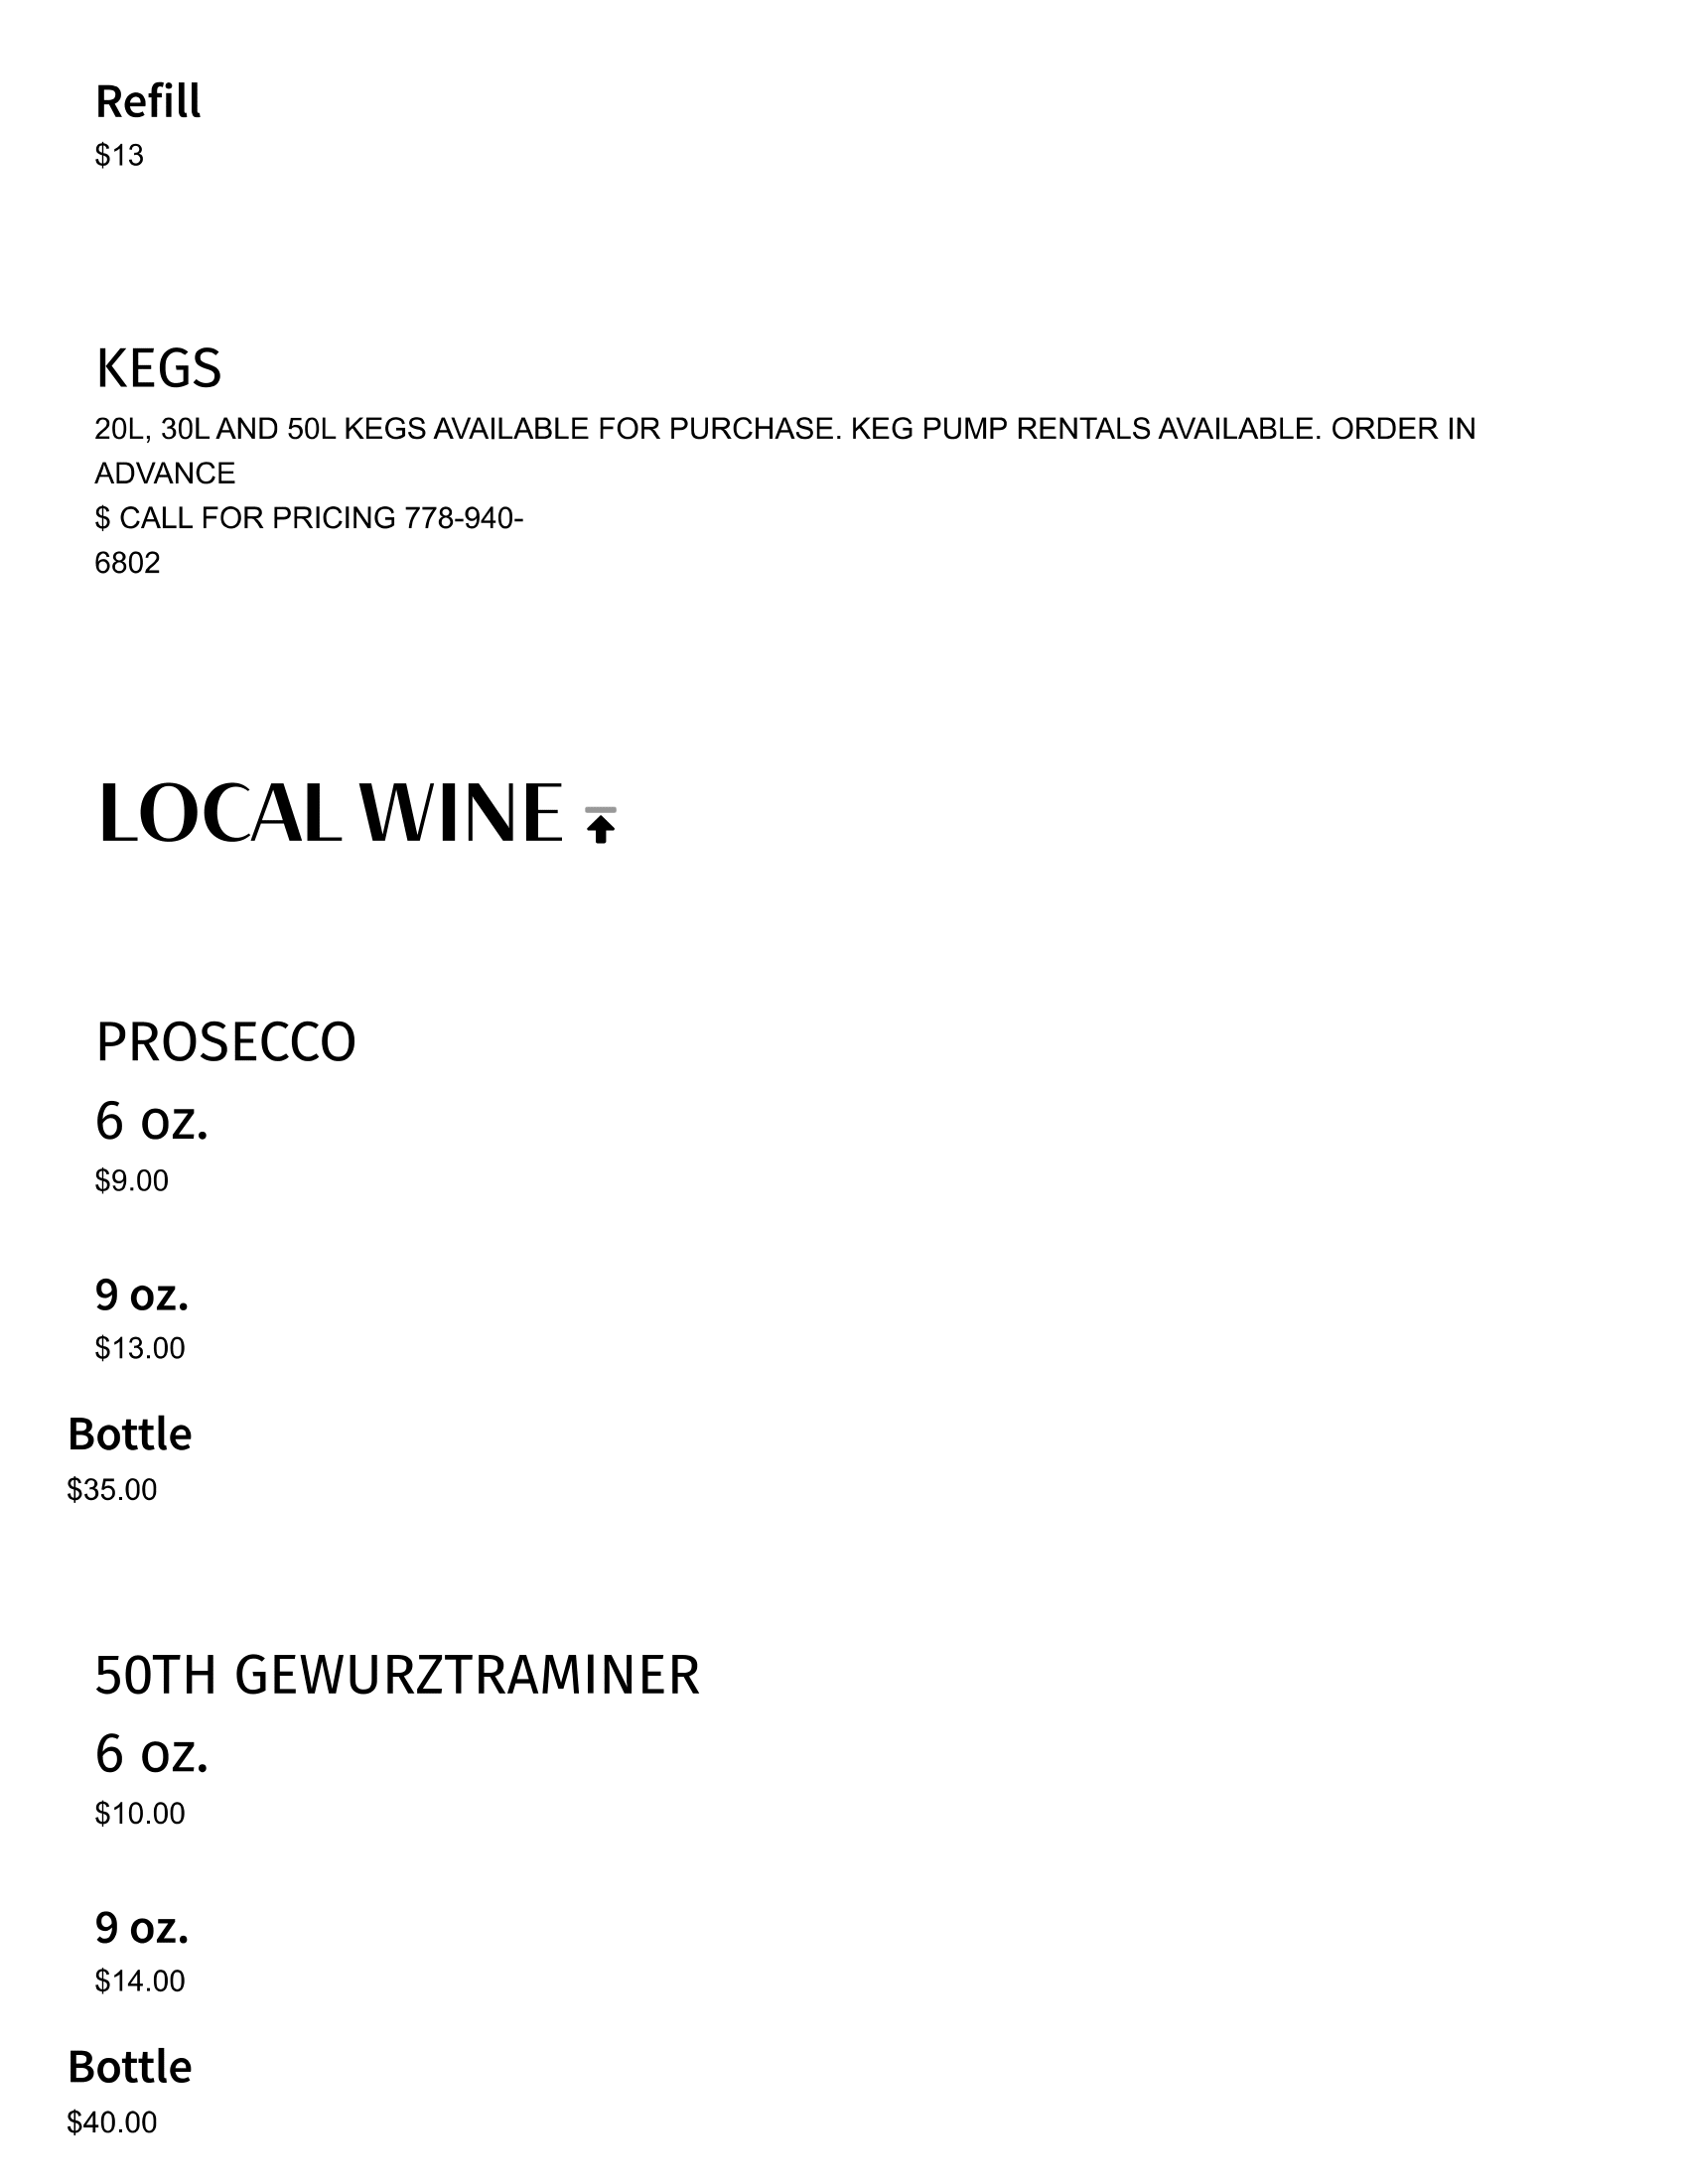 Refill
$13
KEGS
20L, 30L AND 50L KEGS AVAILABLE FOR PURCHASE. KEG PUMP RENTALS AVAILABLE. ORDER IN
ADVANCE
$ CALL FOR PRICING 778-940-
6802
LOCAL WINE
PROSECCO
6 oz.
$9.00
9 oz.
$13.00
Bottle
$35.00
50TH GEWURZTRAMINER
6 oz.
$10.00
9 oz.
$14.00
Bottle
$40.00